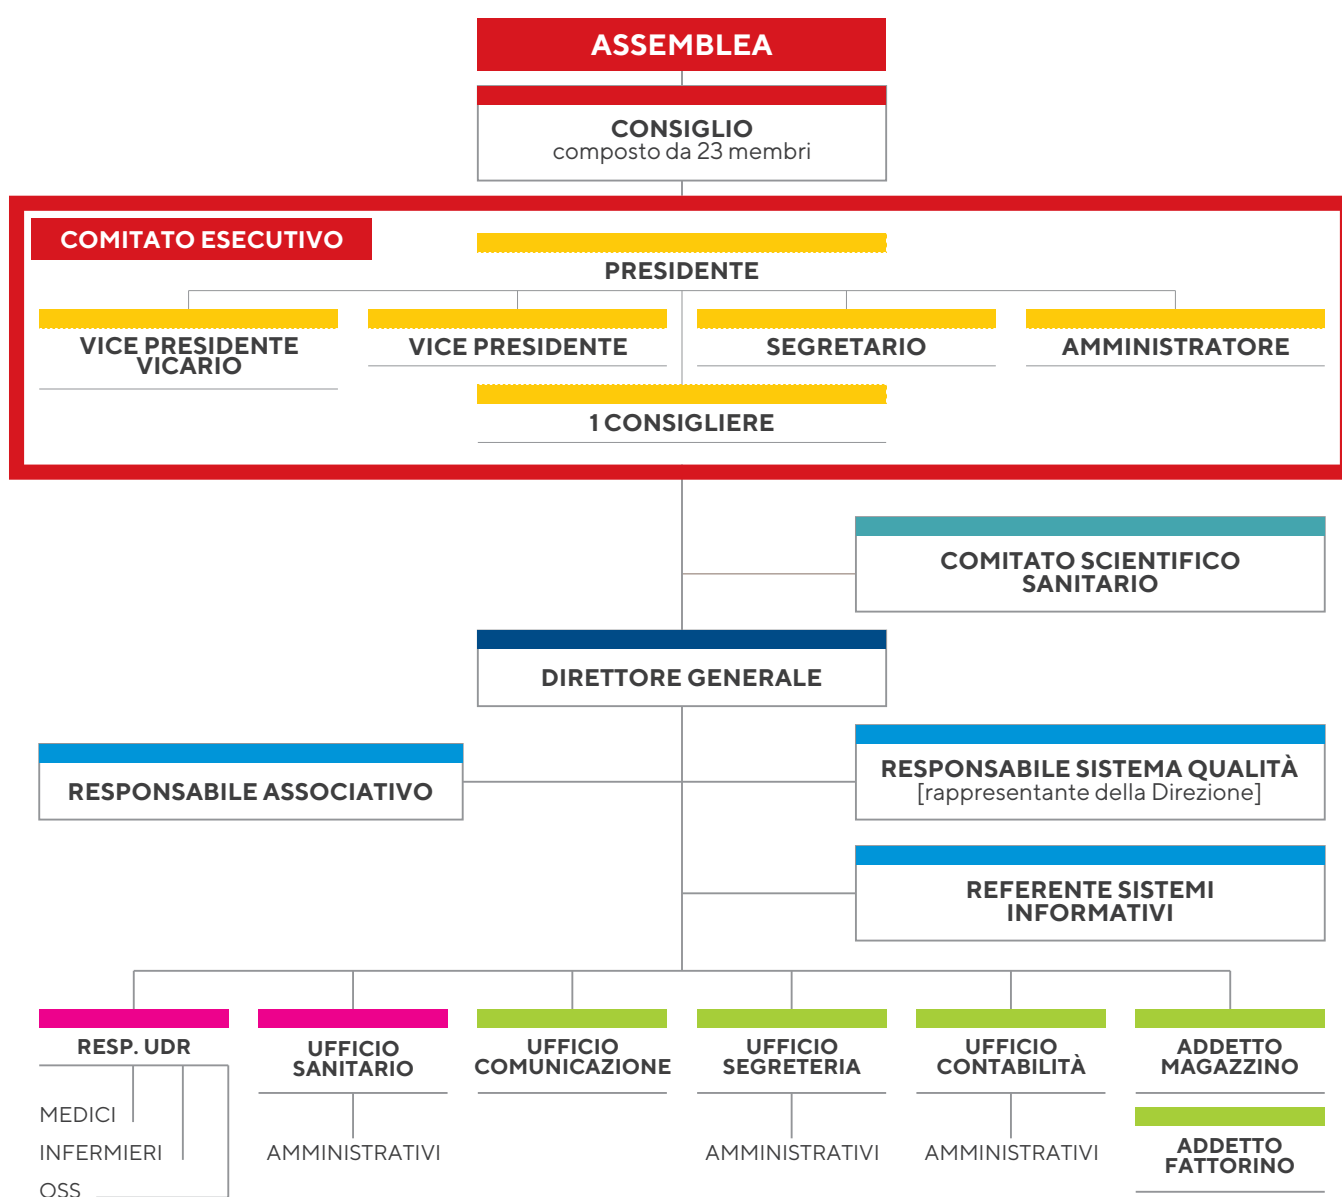 ASSEMBLEA
CONSIGLIO
composto da 23 membri
COMITATO ESECUTIVO
PRESIDENTE
VICE PRESIDENTE
VICARIO
VICE PRESIDENTE
SEGRETARIO
AMMINISTRATORE
1 CONSIGLIERE
COMITATO SCIENTIFICO
SANITARIO
DIRETTORE GENERALE
RESPONSABILE ASSOCIATIVO
RESPONSABILE SISTEMA QUALITÀ
[rappresentante della Direzione]
REFERENTE SISTEMI
INFORMATIVI
RESP. UDR
MEDICI
INFERMIERI
OSS
UFFICIO
SANITARIO
AMMINISTRATIVI
UFFICIO
COMUNICAZIONE
UFFICIO
SEGRETERIA
AMMINISTRATIVI
UFFICIO
CONTABILITÀ
AMMINISTRATIVI
ADDETTO
MAGAZZINO
ADDETTO
FATTORINO